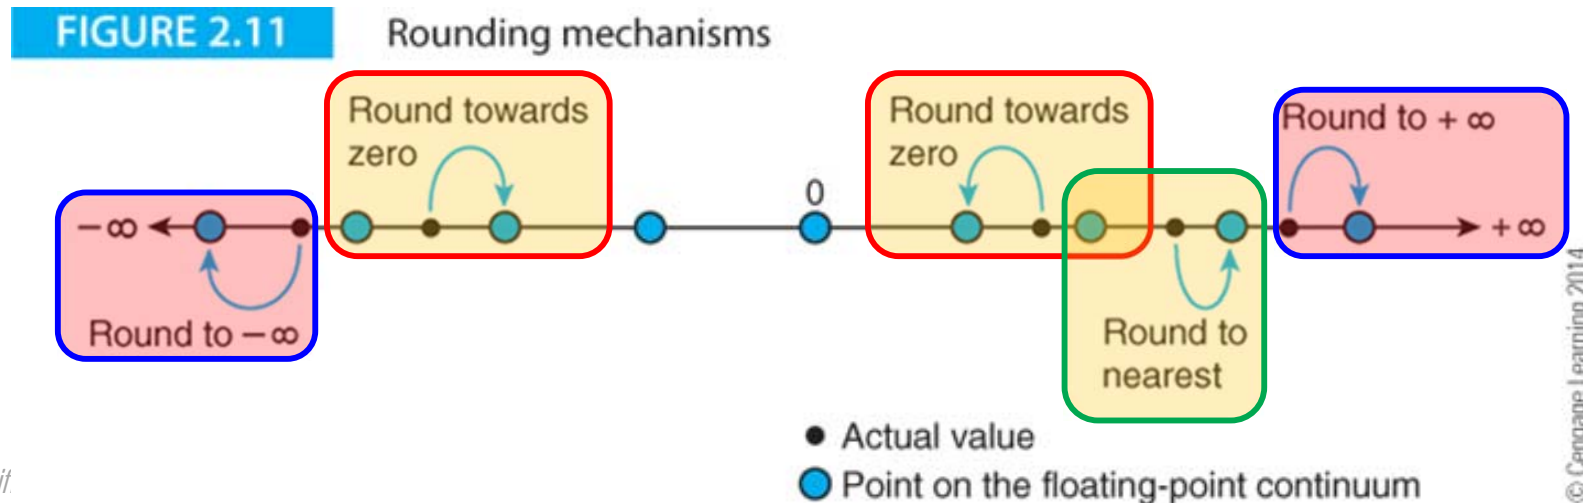 FIGURE 2.11 Rounding mechanisms
Round towards
zero
Round towards
zero
Round to + ∞
0
− ∞
+ ∞
Round to − ∞
Round to
nearest
Actual value
Point on the floating-point continuum
© Cengage Learning 2014